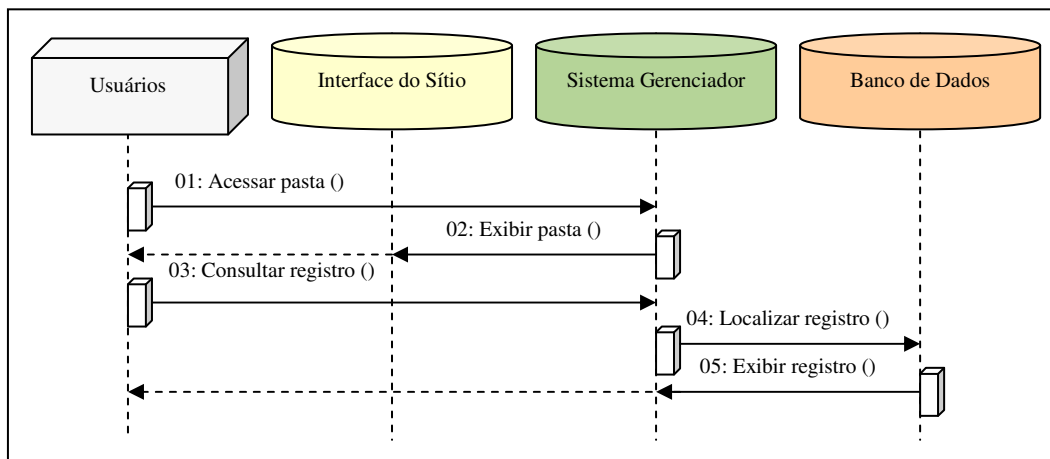 Usuários
Interface do Sítio
Sistema Gerenciador
Banco de Dados
01: Acessar pasta ()
02: Exibir pasta ()
03: Consultar registro ()
04: Localizar registro ()
05: Exibir registro ()